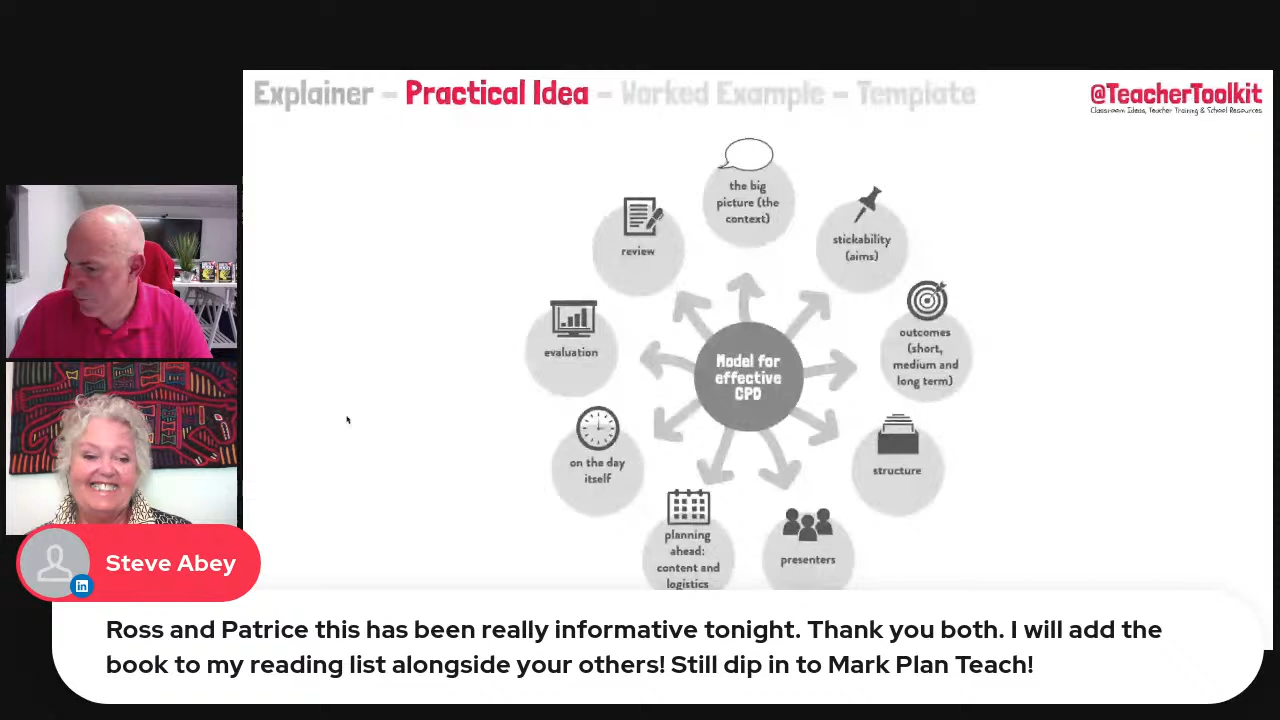 Explainer - Practical Idea - Worked Example - Template
@TeacherToolkit
Classroom Ideas, Teacher Training & School Resources
the big
picture (the
context)
stickability
(aims)
outcomes
(short,
medium and
long term)
structure
presenters
planning
ahead:
content and
logistics
on the day
itself
evaluation
review
Model for
effective
CPD
Steve Abey
in
Ross and Patrice this has been really informative tonight. Thank you both. I will add the
book to my reading list alongside your others! Still dip in to Mark Plan Teach!